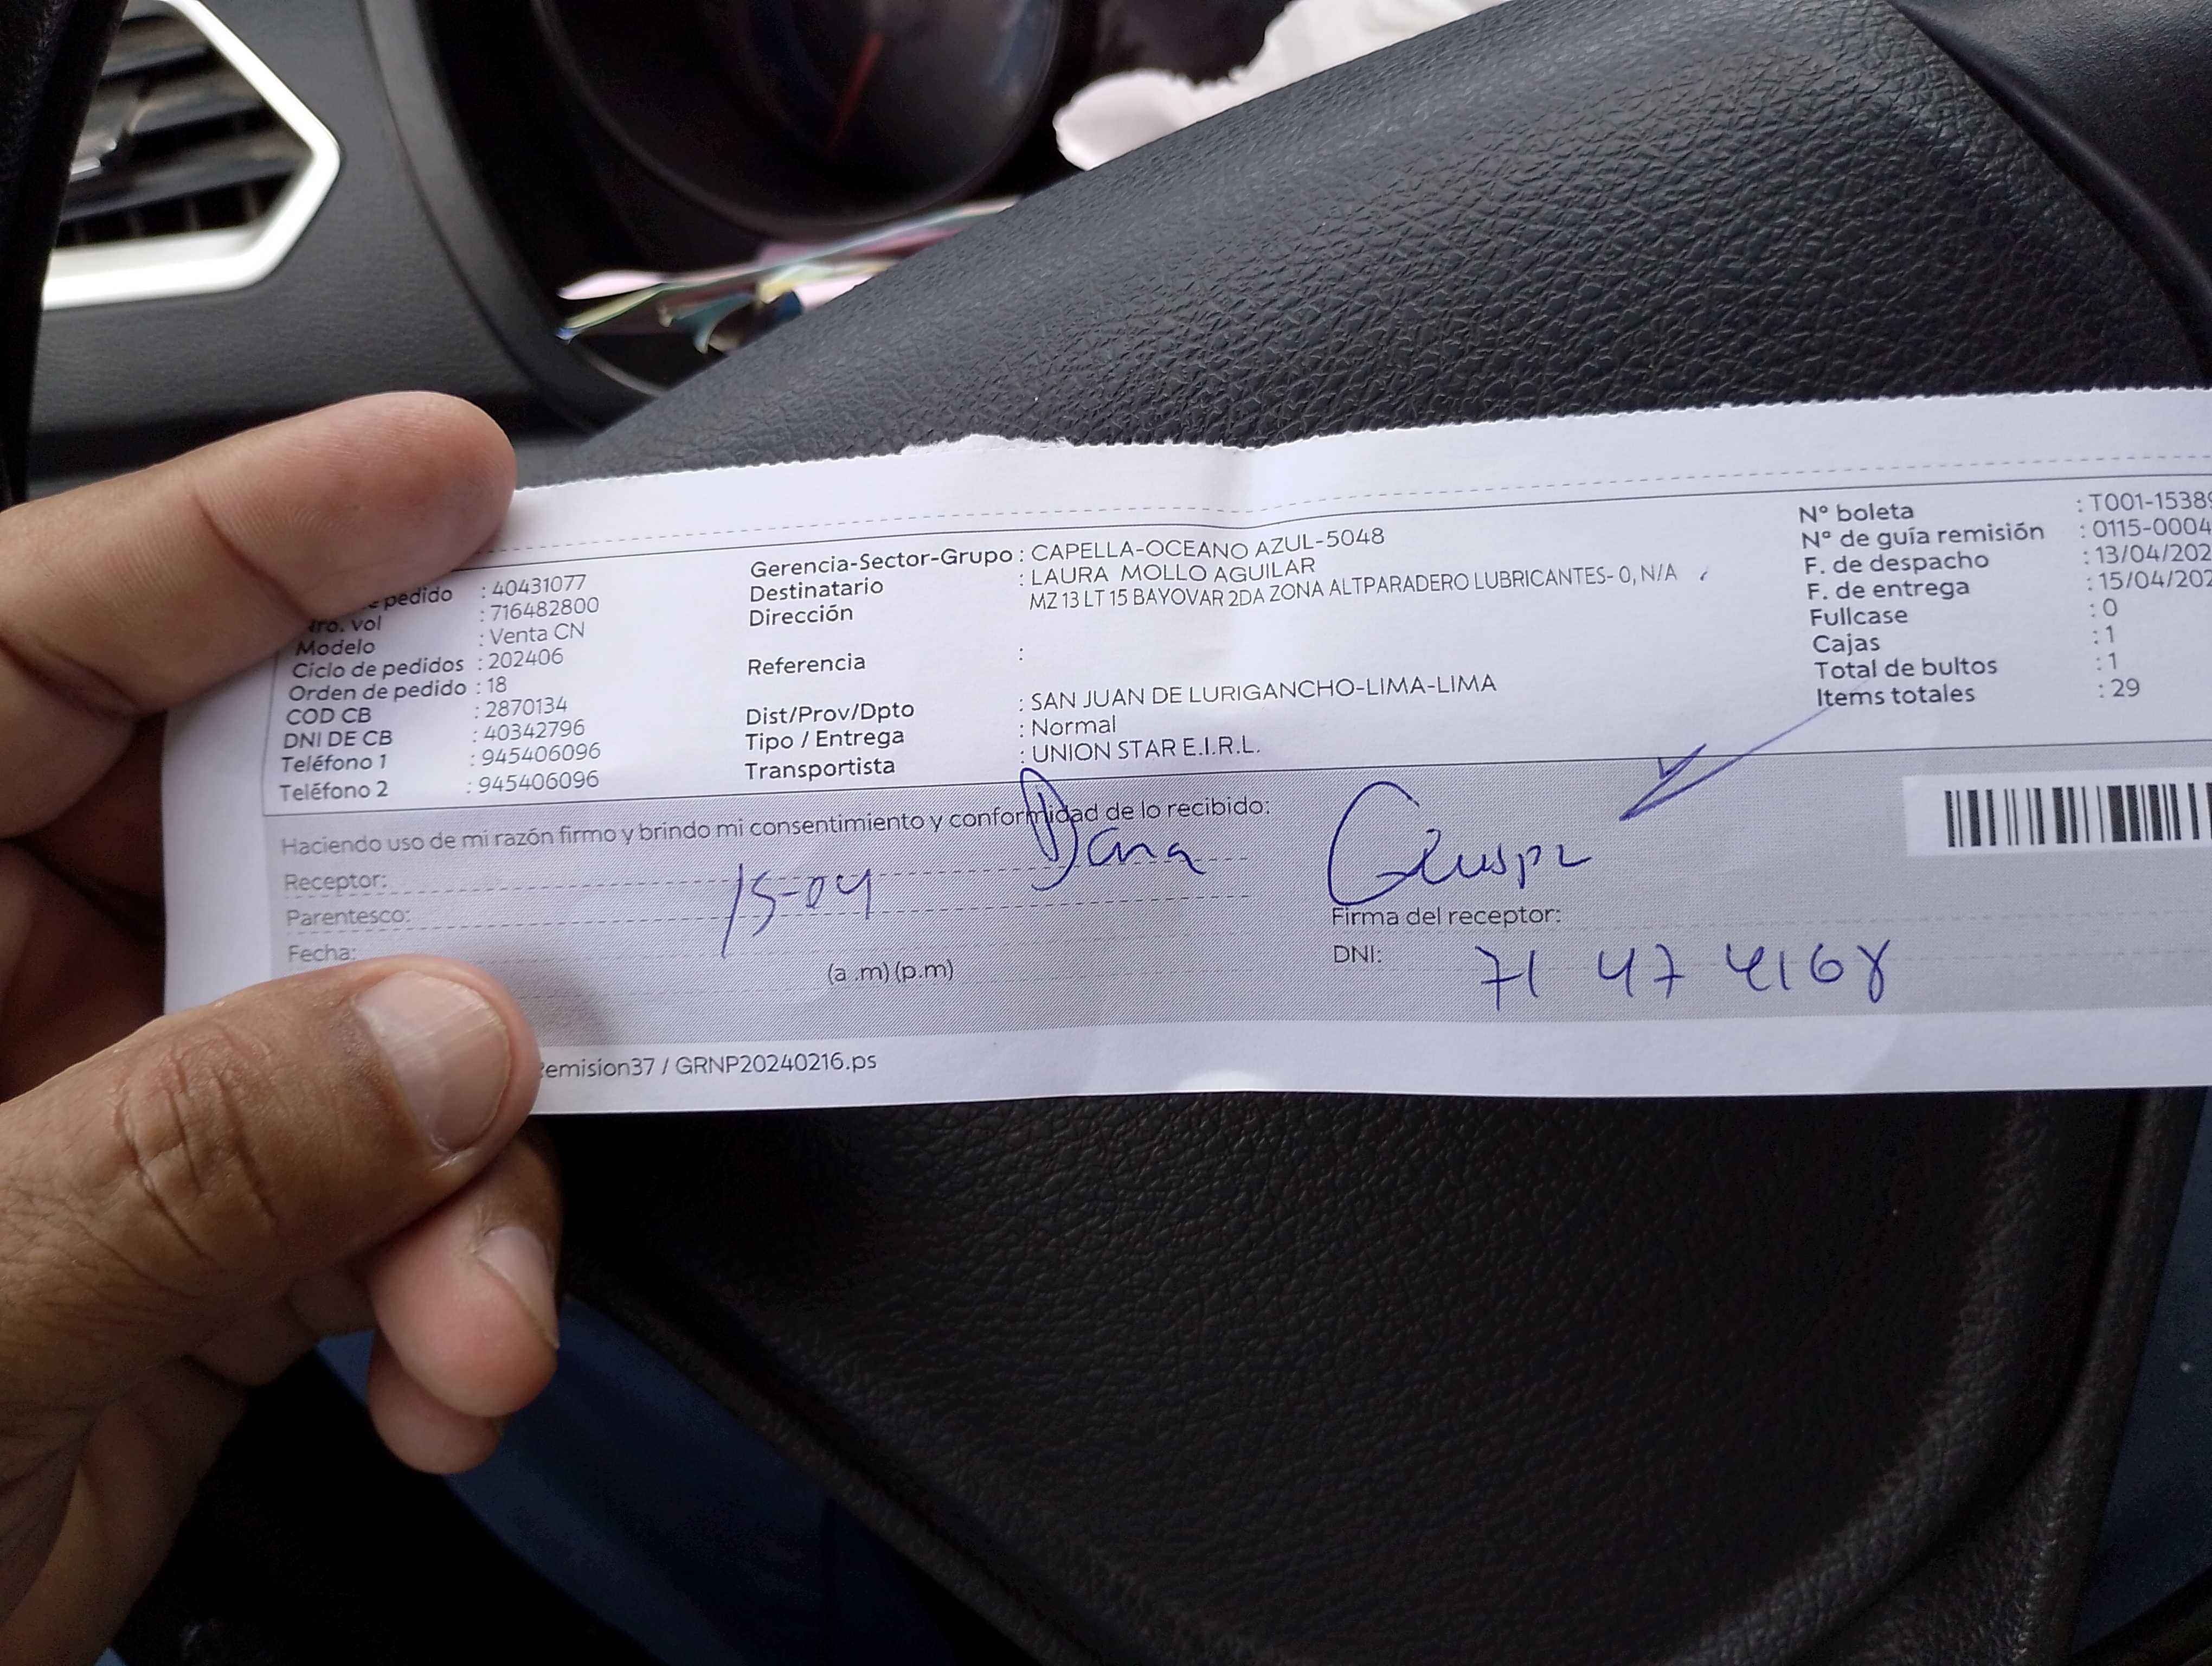 pedido : 40431077
Nro. vol : 716482800
Modelo : Venta CN
Ciclo de pedidos : 202406
Orden de pedido : 18
COD CB : 2870134
DNI DE CB : 40342796
Teléfono 1 : 945406096
Teléfono 2 : 945406096
Gerencia-Sector-Grupo : CAPELLA-OCEANO AZUL-5048
Destinatario : LAURA MOLLO AGUILAR
Dirección MZ 13 LT 15 BAYOVAR 2DA ZONA ALTPARADERO LUBRICANTES- 0, N/A
Referencia :
Dist/Prov/Dpto : SAN JUAN DE LURIGANCHO-LIMA-LIMA
Tipo / Entrega : Normal
Transportista : UNION STAR E.I.R.L.
N° boleta : T001-1538
N° de guía remisión : 0115-0004
F. de despacho : 13/04/202
F. de entrega : 15/04/202
Fullcase : 0
Cajas : 1
Total de bultos : 1
Items totales : 29
Haciendo uso de mi razón firmo y brindo mi consentimiento y conformidad de lo recibido:
Receptor: Dana
Parentesco: 15-04
Fecha:
(a .m) (p.m)
Firma del receptor:
DNI: 71 47 4168
emision37 / GRNP20240216.ps